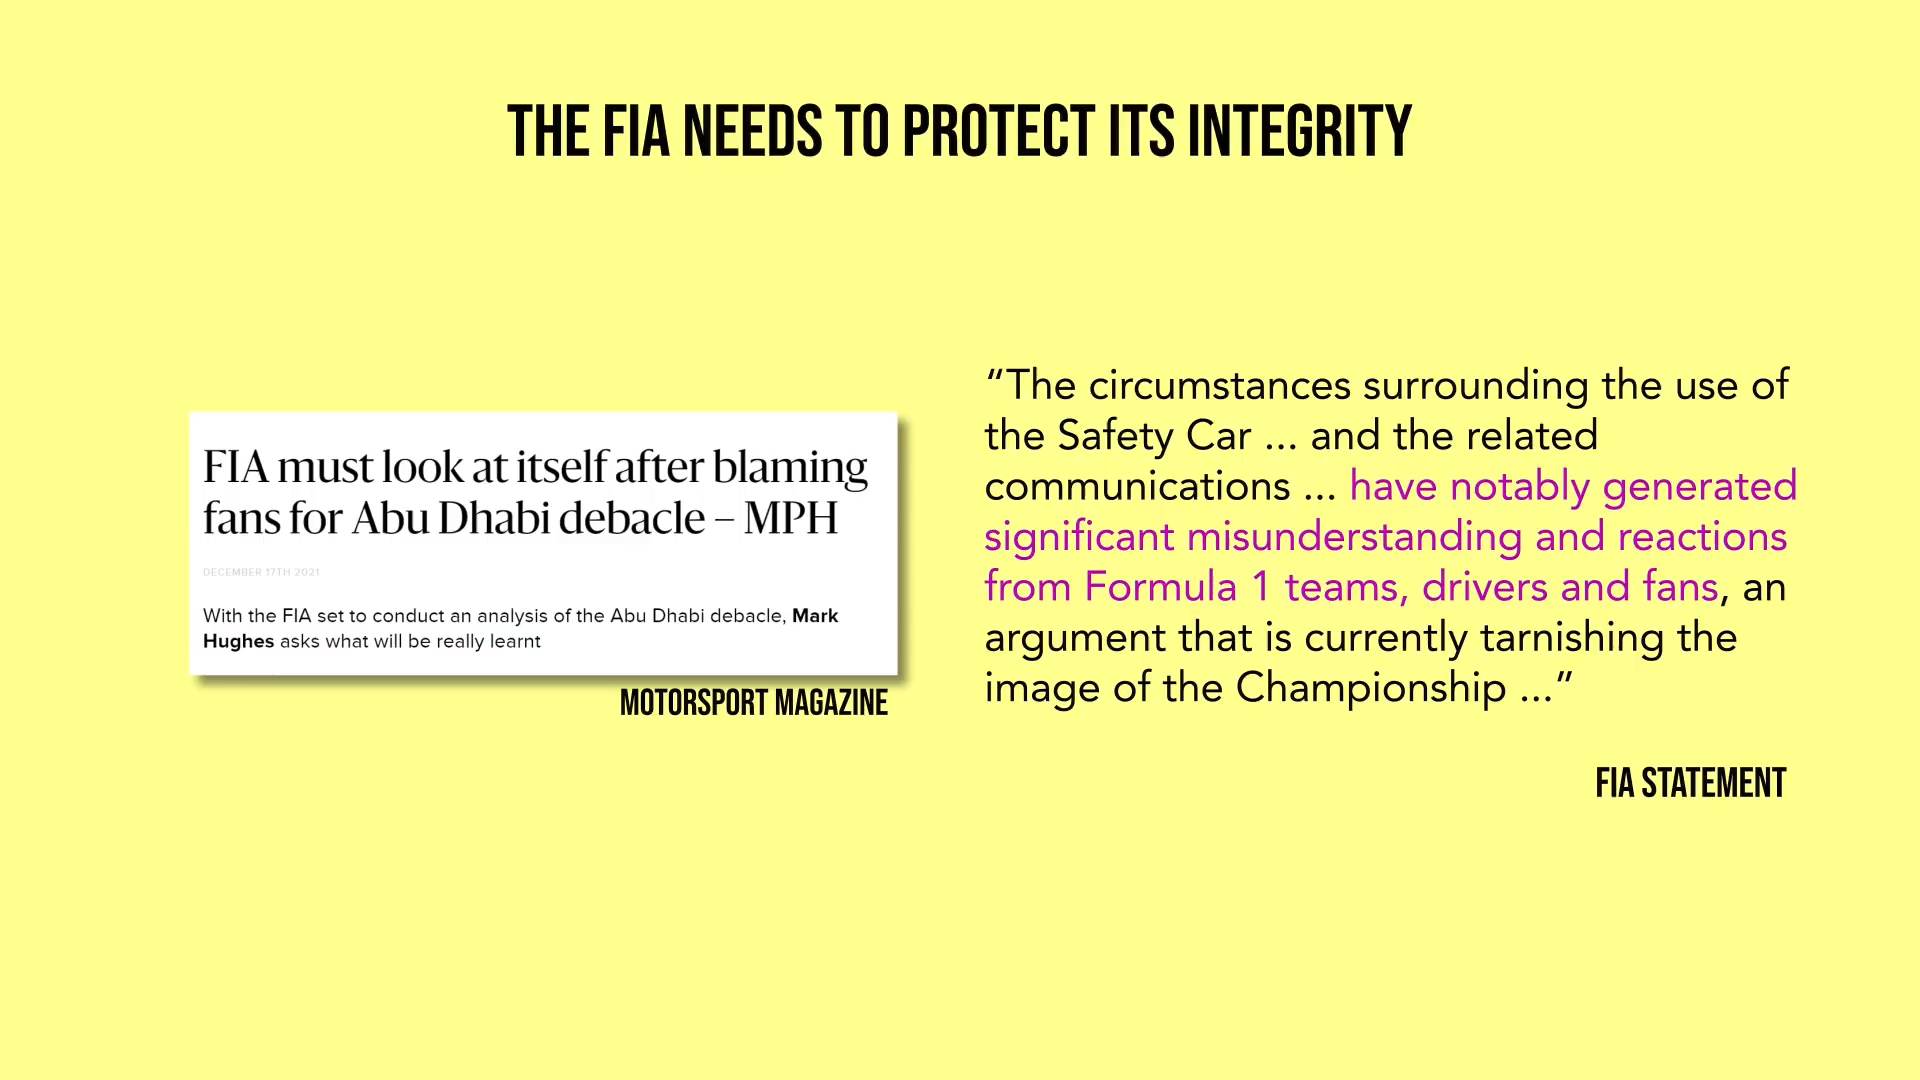 THE FIA NEEDS TO PROTECT ITS INTEGRITY
FIA must look at itself after blaming
fans for Abu Dhabi debacle – MPH
DECEMBER 17TH 2021
With the FIA set to conduct an analysis of the Abu Dhabi debacle, Mark
Hughes asks what will be really learnt
MOTORSPORT MAGAZINE
“The circumstances surrounding the use of
the Safety Car ... and the related
communications ... have notably generated
significant misunderstanding and reactions
from Formula 1 teams, drivers and fans, an
argument that is currently tarnishing the
image of the Championship ...”
FIA STATEMENT